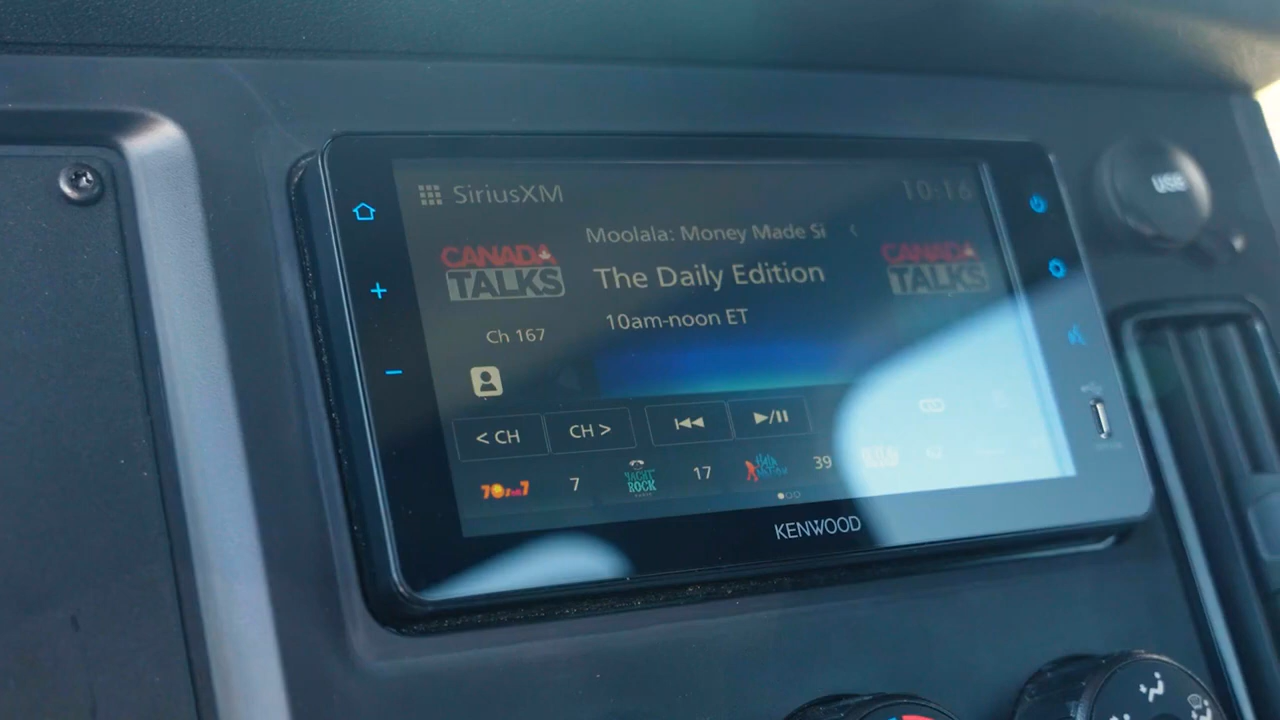 SiriusXM
10:16
Moolala: Money Made Si
CANADA
TALKS
CANADA
TALKS
The Daily Edition
10am-noon ET
Ch 167
< CH
CH >
7
YACHT
ROCK
17
39
KENWOOD
USB